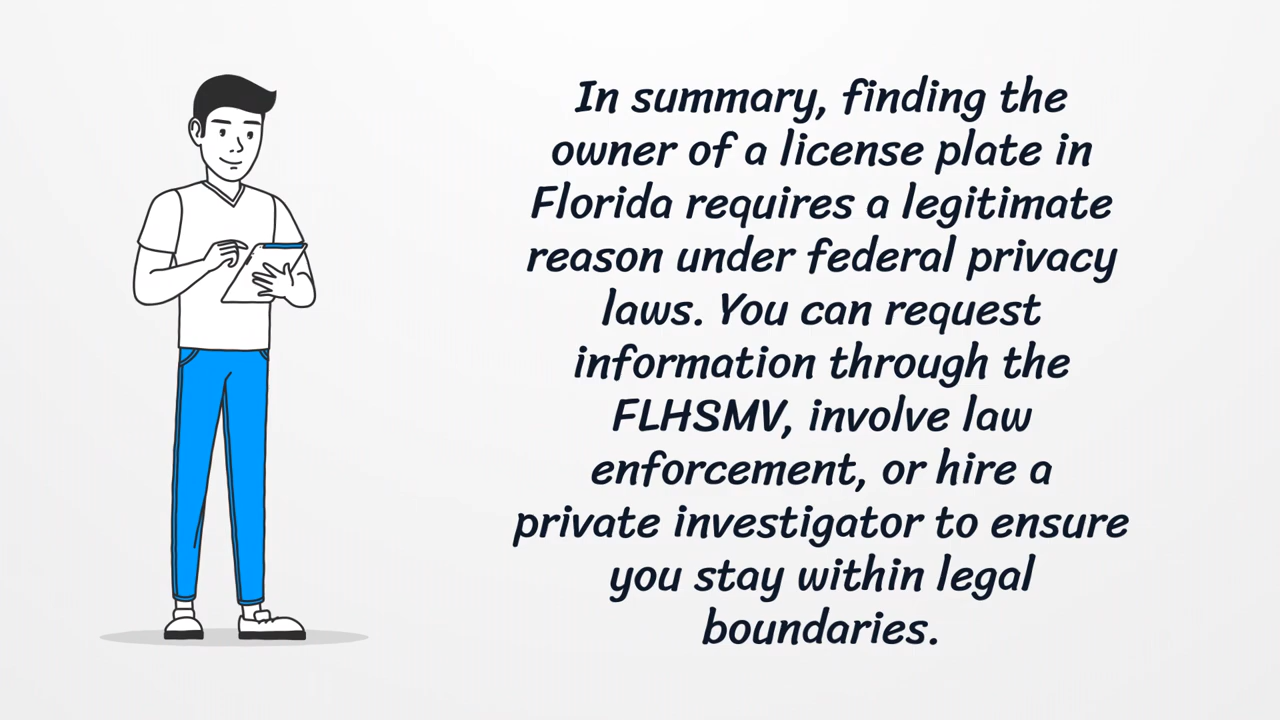 In summary, finding the
owner of a license plate in
Florida requires a legitimate
reason under federal privacy
laws. You can request
information through the
FLHSMV, involve law
enforcement, or hire a
private investigator to ensure
you stay within legal
boundaries.